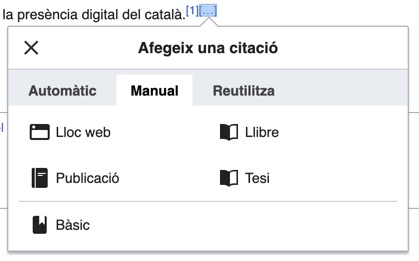 la presència digital del català.[1][...]
Afegeix una citació
Automàtic Manual Reutilitza
Lloc web Llibre
Publicació Tesi
Bàsic